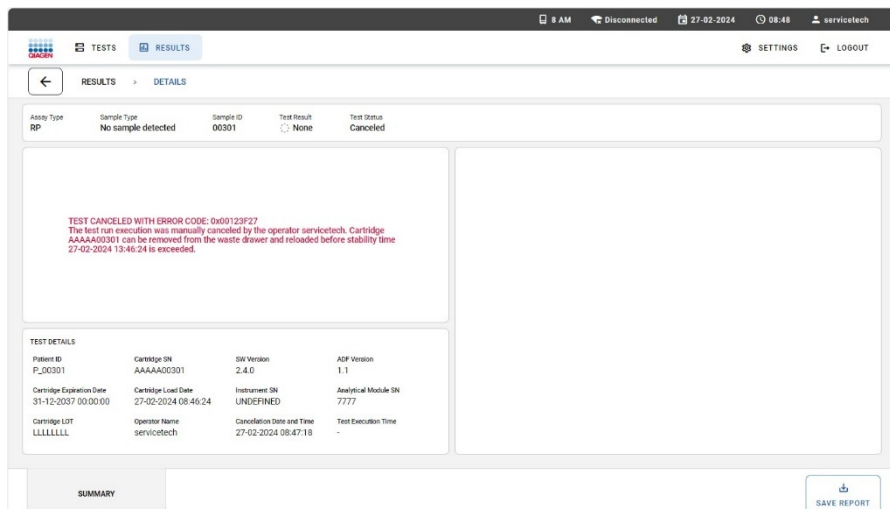 8 AM Disconnected 27-02-2024 08:48 servicetech
QIAGEN TESTS RESULTS SETTINGS LOGOUT
RESULTS > DETAILS
Assay Type Sample Type Sample ID Test Result Test Status
RP No sample detected 00301 None Canceled
TEST CANCELED WITH ERROR CODE: 0x00123F27
The test run execution was manually canceled by the operator servicetech. Cartridge
AAAAA00301 can be removed from the waste drawer and reloaded before stability time
27-02-2024 13:46:24 is exceeded.
TEST DETAILS
Patient ID Cartridge SN SW Version ADF Version
P_00301 AAAAA00301 2.4.0 1.1
Cartridge Expiration Date Cartridge Load Date Instrument SN Analytical Module SN
31-12-2037 00:00:00 27-02-2024 08:46:24 UNDEFINED 7777
Cartridge LOT Operator Name Cancelation Date and Time Test Execution Time
LLLLLLLL servicetech 27-02-2024 08:47:18 -
SUMMARY
SAVE REPORT